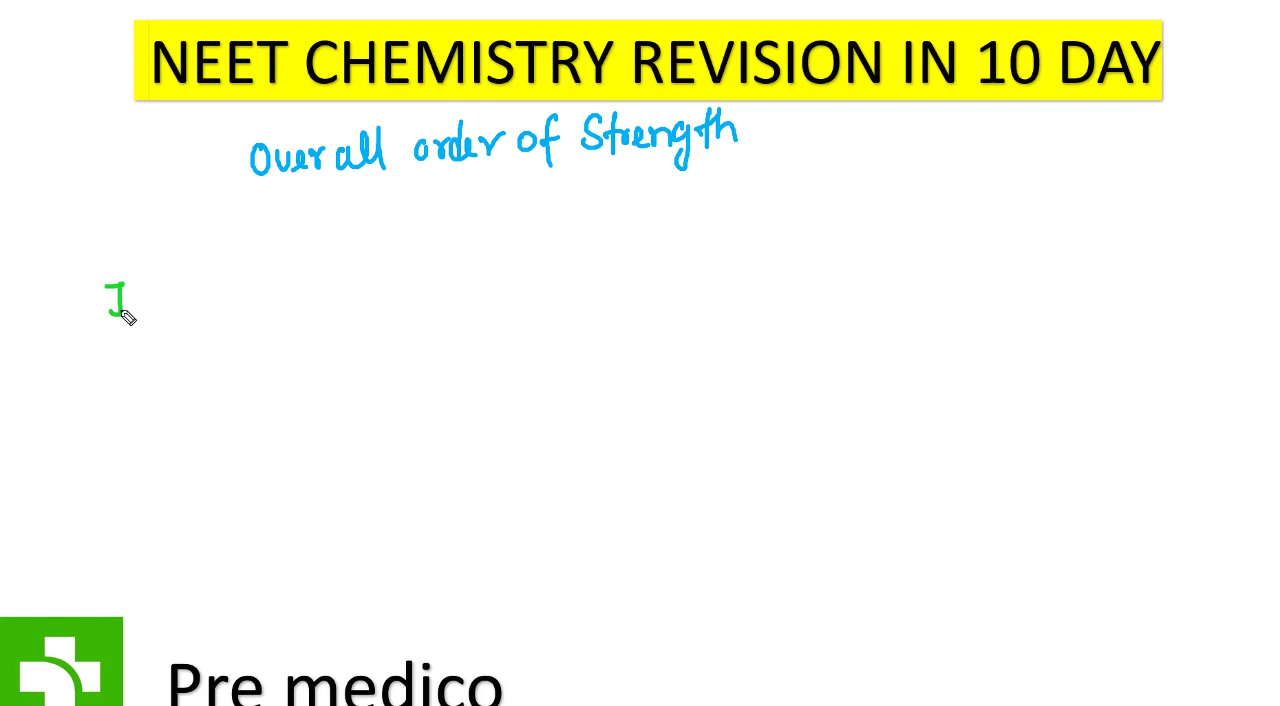 NEET CHEMISTRY REVISION IN 10 DAY
Overall order of Strength
I
Pre medico